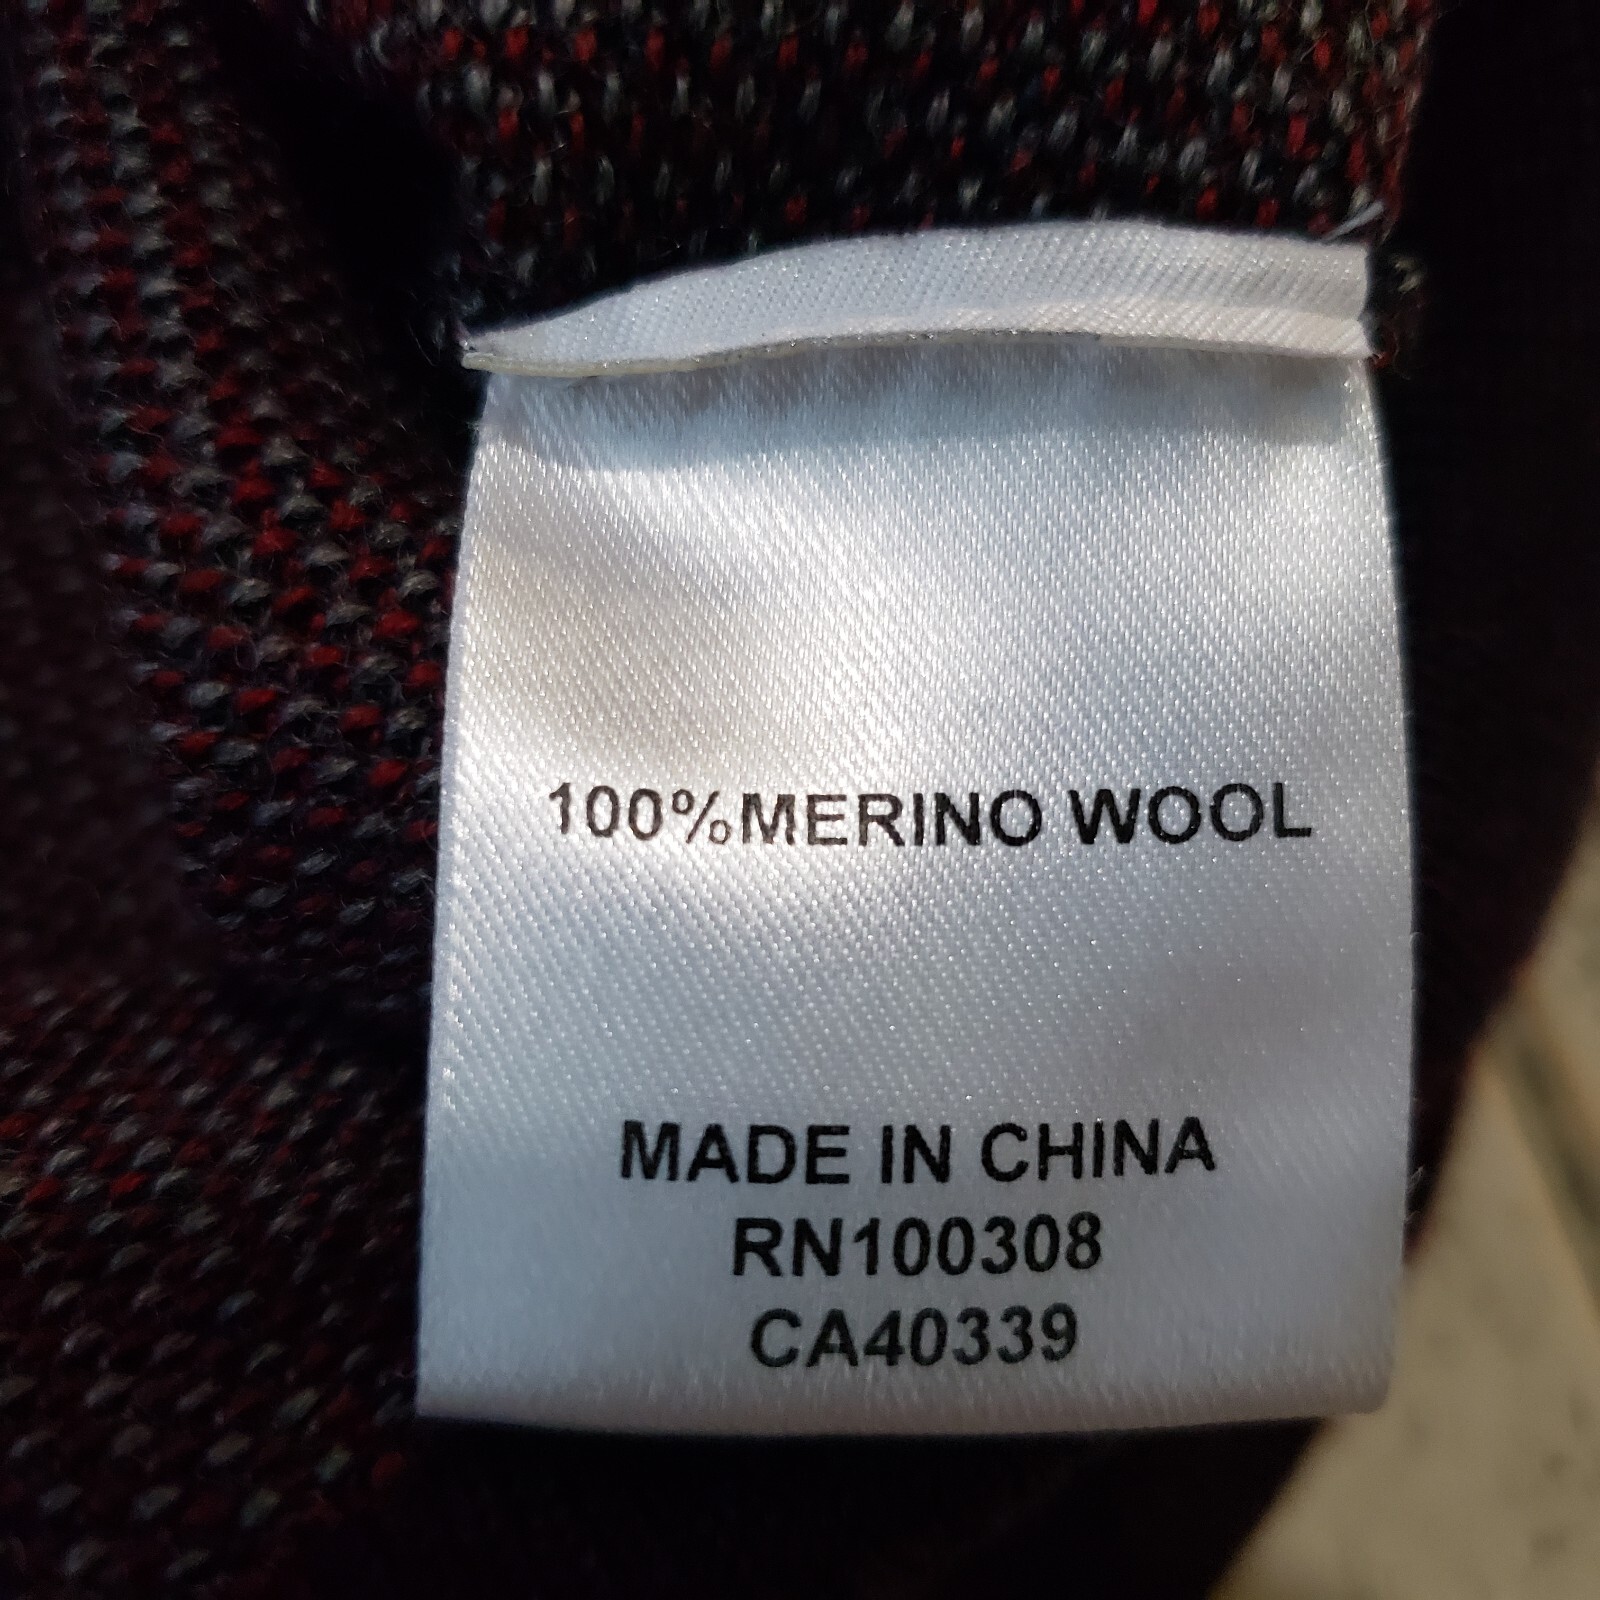 100%MERINO WOOL
MADE IN CHINA
RN100308
CA40339